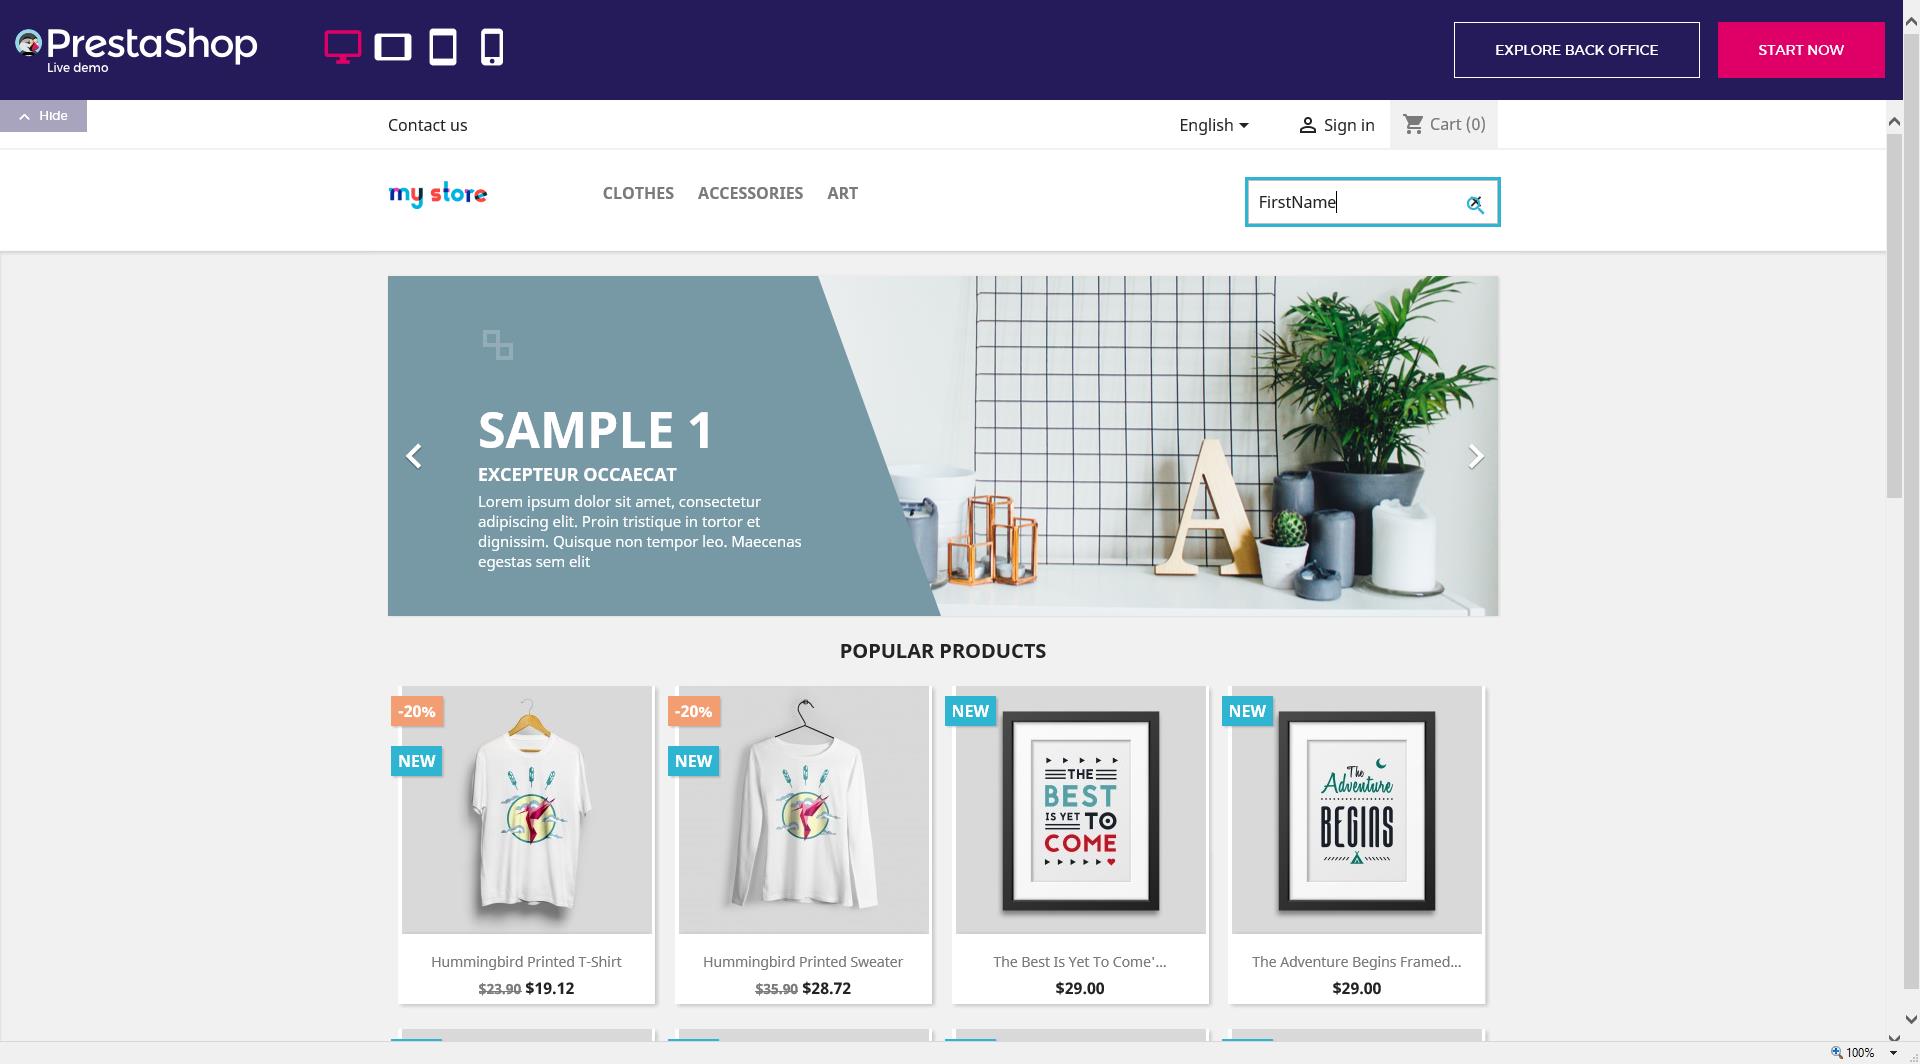 PrestaShop
Live demo
EXPLORE BACK OFFICE
START NOW
Hide
Contact us
English
Sign in
Cart (0)
my store
CLOTHES
ACCESSORIES
ART
FirstName
SAMPLE 1
EXCEPTEUR OCCAECAT
Lorem ipsum dolor sit amet, consectetur
adipiscing elit. Proin tristique in tortor et
dignissim. Quisque non tempor leo. Maecenas
egestas sem elit
A
POPULAR PRODUCTS
-20%
NEW
Hummingbird Printed T-Shirt
$23.90 $19.12
-20%
NEW
Hummingbird Printed Sweater
$35.90 $28.72
NEW
THE
BEST
IS YET TO
COME
The Best Is Yet To Come'...
$29.00
NEW
The
Adventure
BEGINS
The Adventure Begins Framed...
$29.00
100%